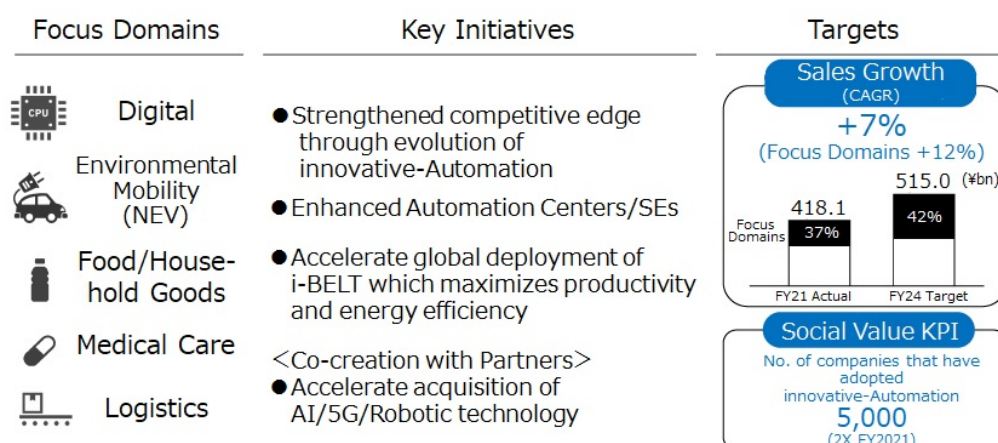 Focus Domains
Key Initiatives
Targets
CPU
Digital
Environmental
Mobility
(NEV)
Food/House-
hold Goods
Medical Care
Logistics
●Strengthened competitive edge
through evolution of
innovative-Automation
●Enhanced Automation Centers/SEs
●Accelerate global deployment of
i-BELT which maximizes productivity
and energy efficiency
<Co-creation with Partners>
●Accelerate acquisition of
AI/5G/Robotic technology
Sales Growth
(CAGR)
+7%
(Focus Domains +12%)
515.0 (¥bn)
418.1
42%
Focus
Domains
37%
FY21 Actual
FY24 Target
Social Value KPI
No. of companies that have
adopted
innovative-Automation
5,000
(2X FY2021)